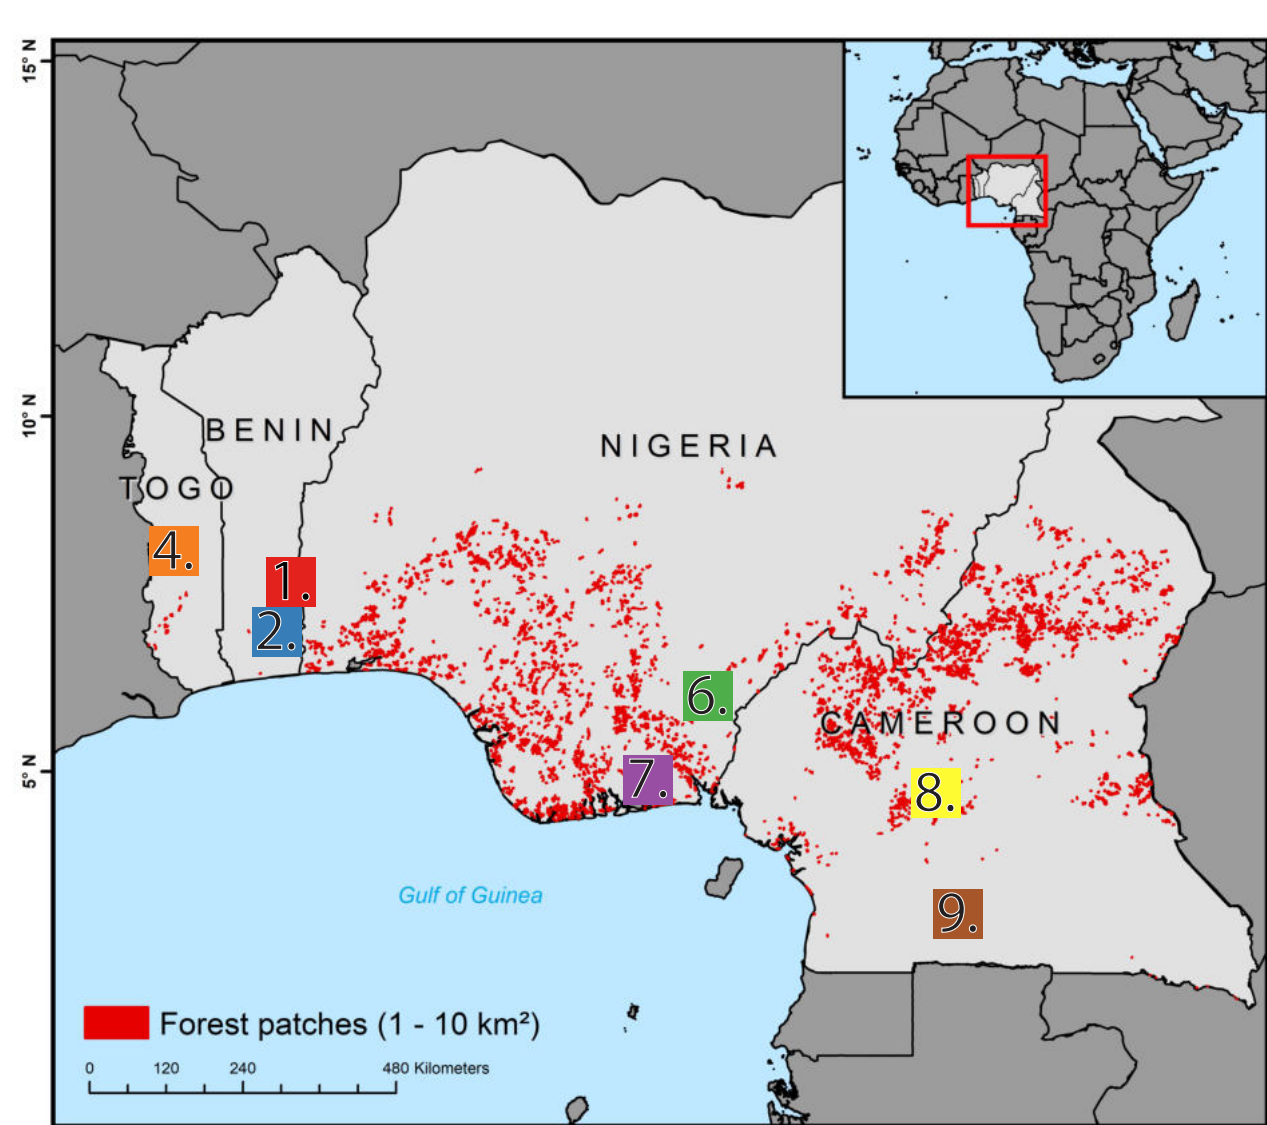 15° N
10° N
5° N
BENIN
NIGERIA
TOGO
4.
1.
2.
6.
CAMEROON
7.
8.
Gulf of Guinea
9.
Forest patches (1 - 10 km²)
0 120 240 480 Kilometers